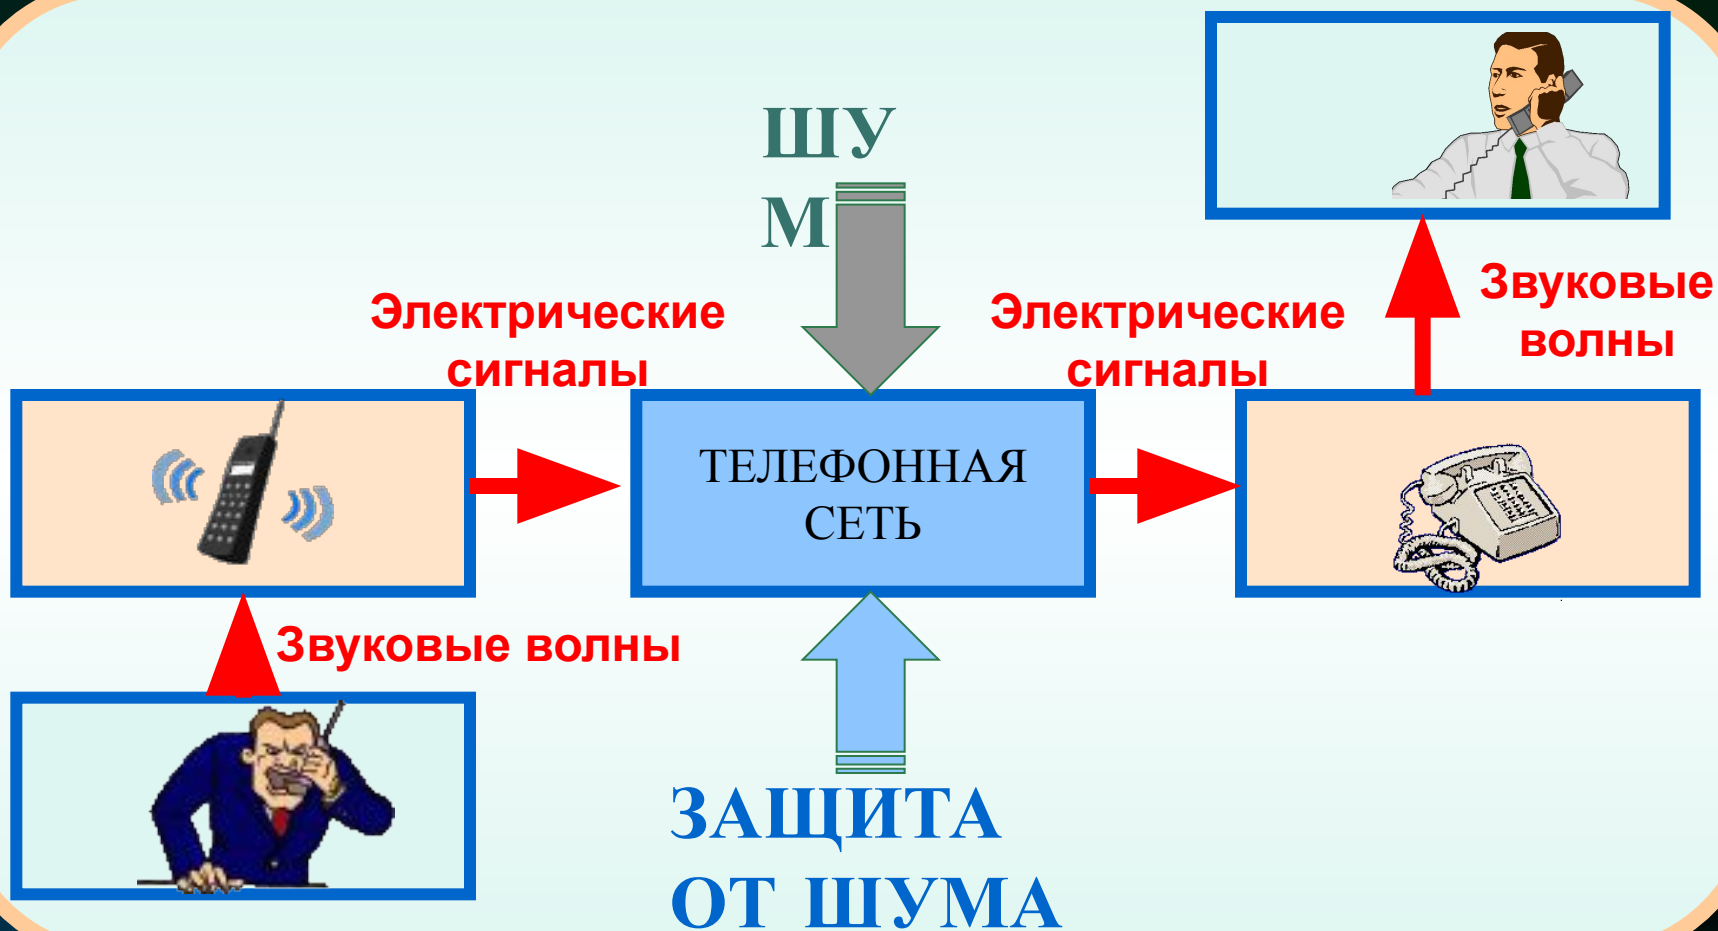 ШУ
М
Электрические
сигналы
Электрические
сигналы
Звуковые
волны
ТЕЛЕФОННАЯ
СЕТЬ
Звуковые волны
ЗАЩИТА
ОТ ШУМА